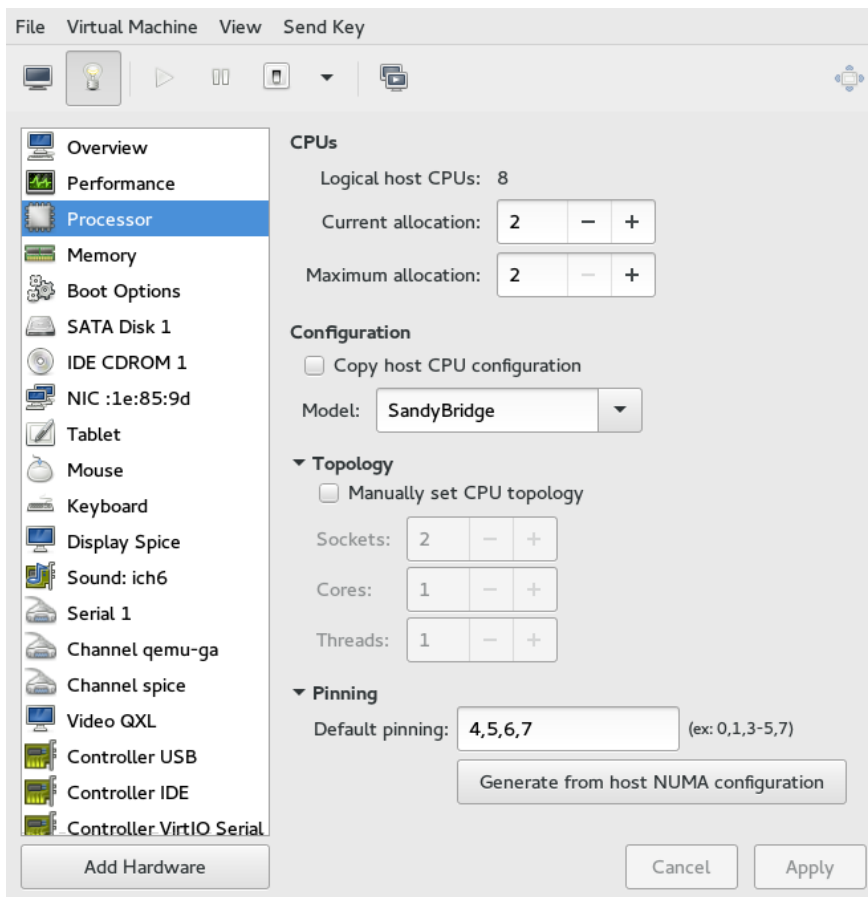 File Virtual Machine View Send Key
Overview
Performance
Processor
Memory
Boot Options
SATA Disk 1
IDE CDROM 1
NIC :1e:85:9d
Tablet
Mouse
Keyboard
Display Spice
Sound: ich6
Serial 1
Channel qemu-ga
Channel spice
Video QXL
Controller USB
Controller IDE
Controller VirtIO Serial
Add Hardware
CPUs
Logical host CPUs: 8
Current allocation: 2 − +
Maximum allocation: 2 − +
Configuration
Copy host CPU configuration
Model: SandyBridge
Topology
Manually set CPU topology
Sockets: 2 − +
Cores: 1 − +
Threads: 1 − +
Pinning
Default pinning: 4,5,6,7 (ex: 0,1,3-5,7)
Generate from host NUMA configuration
Cancel Apply